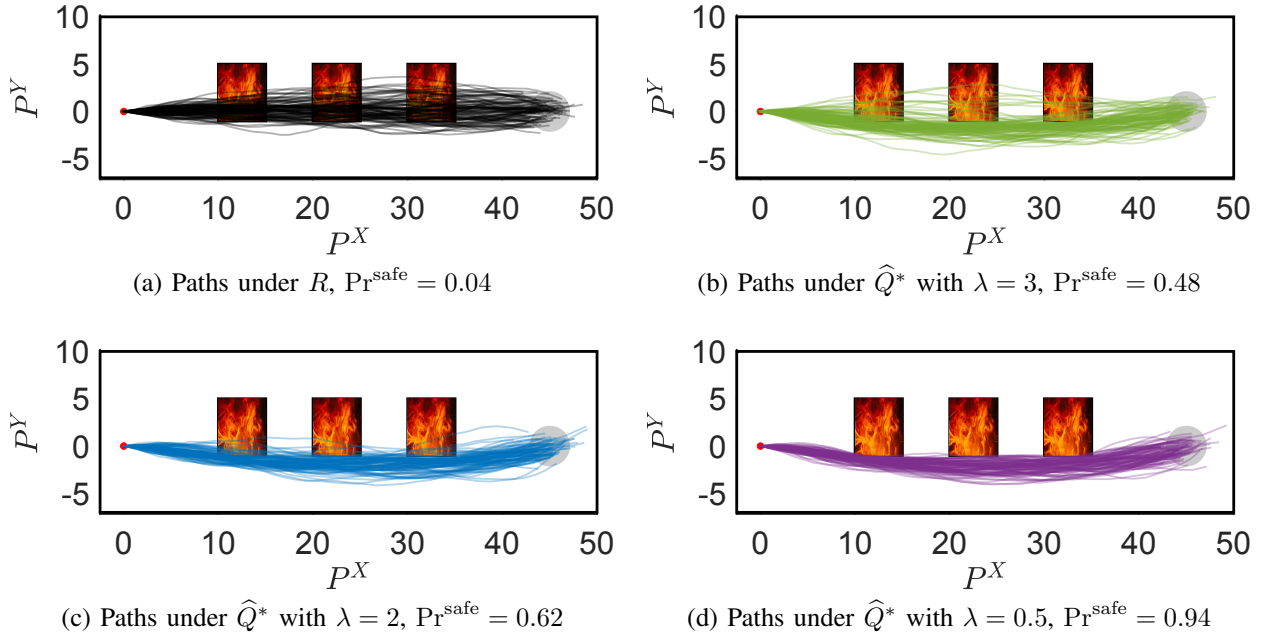 10
5
0
-5
P^Y
0 10 20 30 40 50
P^X
(a) Paths under R, Pr^safe = 0.04
10
5
0
-5
P^Y
0 10 20 30 40 50
P^X
(b) Paths under Q̂* with λ = 3, Pr^safe = 0.48
10
5
0
-5
P^Y
0 10 20 30 40 50
P^X
(c) Paths under Q̂* with λ = 2, Pr^safe = 0.62
10
5
0
-5
P^Y
0 10 20 30 40 50
P^X
(d) Paths under Q̂* with λ = 0.5, Pr^safe = 0.94